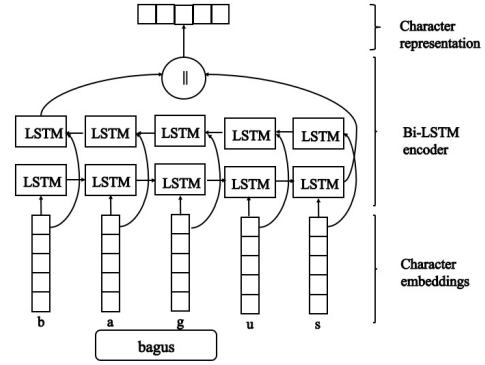 Character
representation
||
LSTM LSTM LSTM LSTM LSTM
Bi-LSTM
encoder
LSTM LSTM LSTM LSTM LSTM
Character
embeddings
b a g u s
bagus